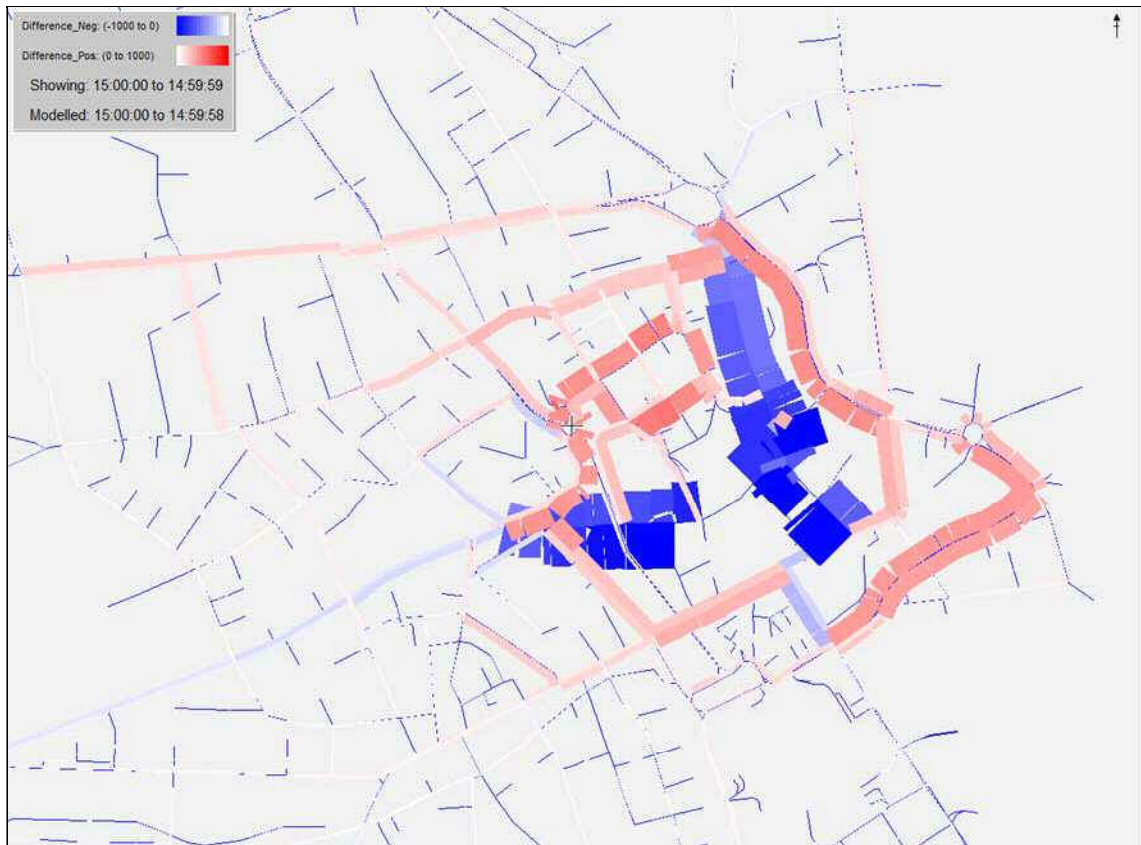 Difference_Neg: (-1000 to 0)
Difference_Pos: (0 to 1000)
Showing: 15:00:00 to 14:59:59
Modelled: 15:00:00 to 14:59:58